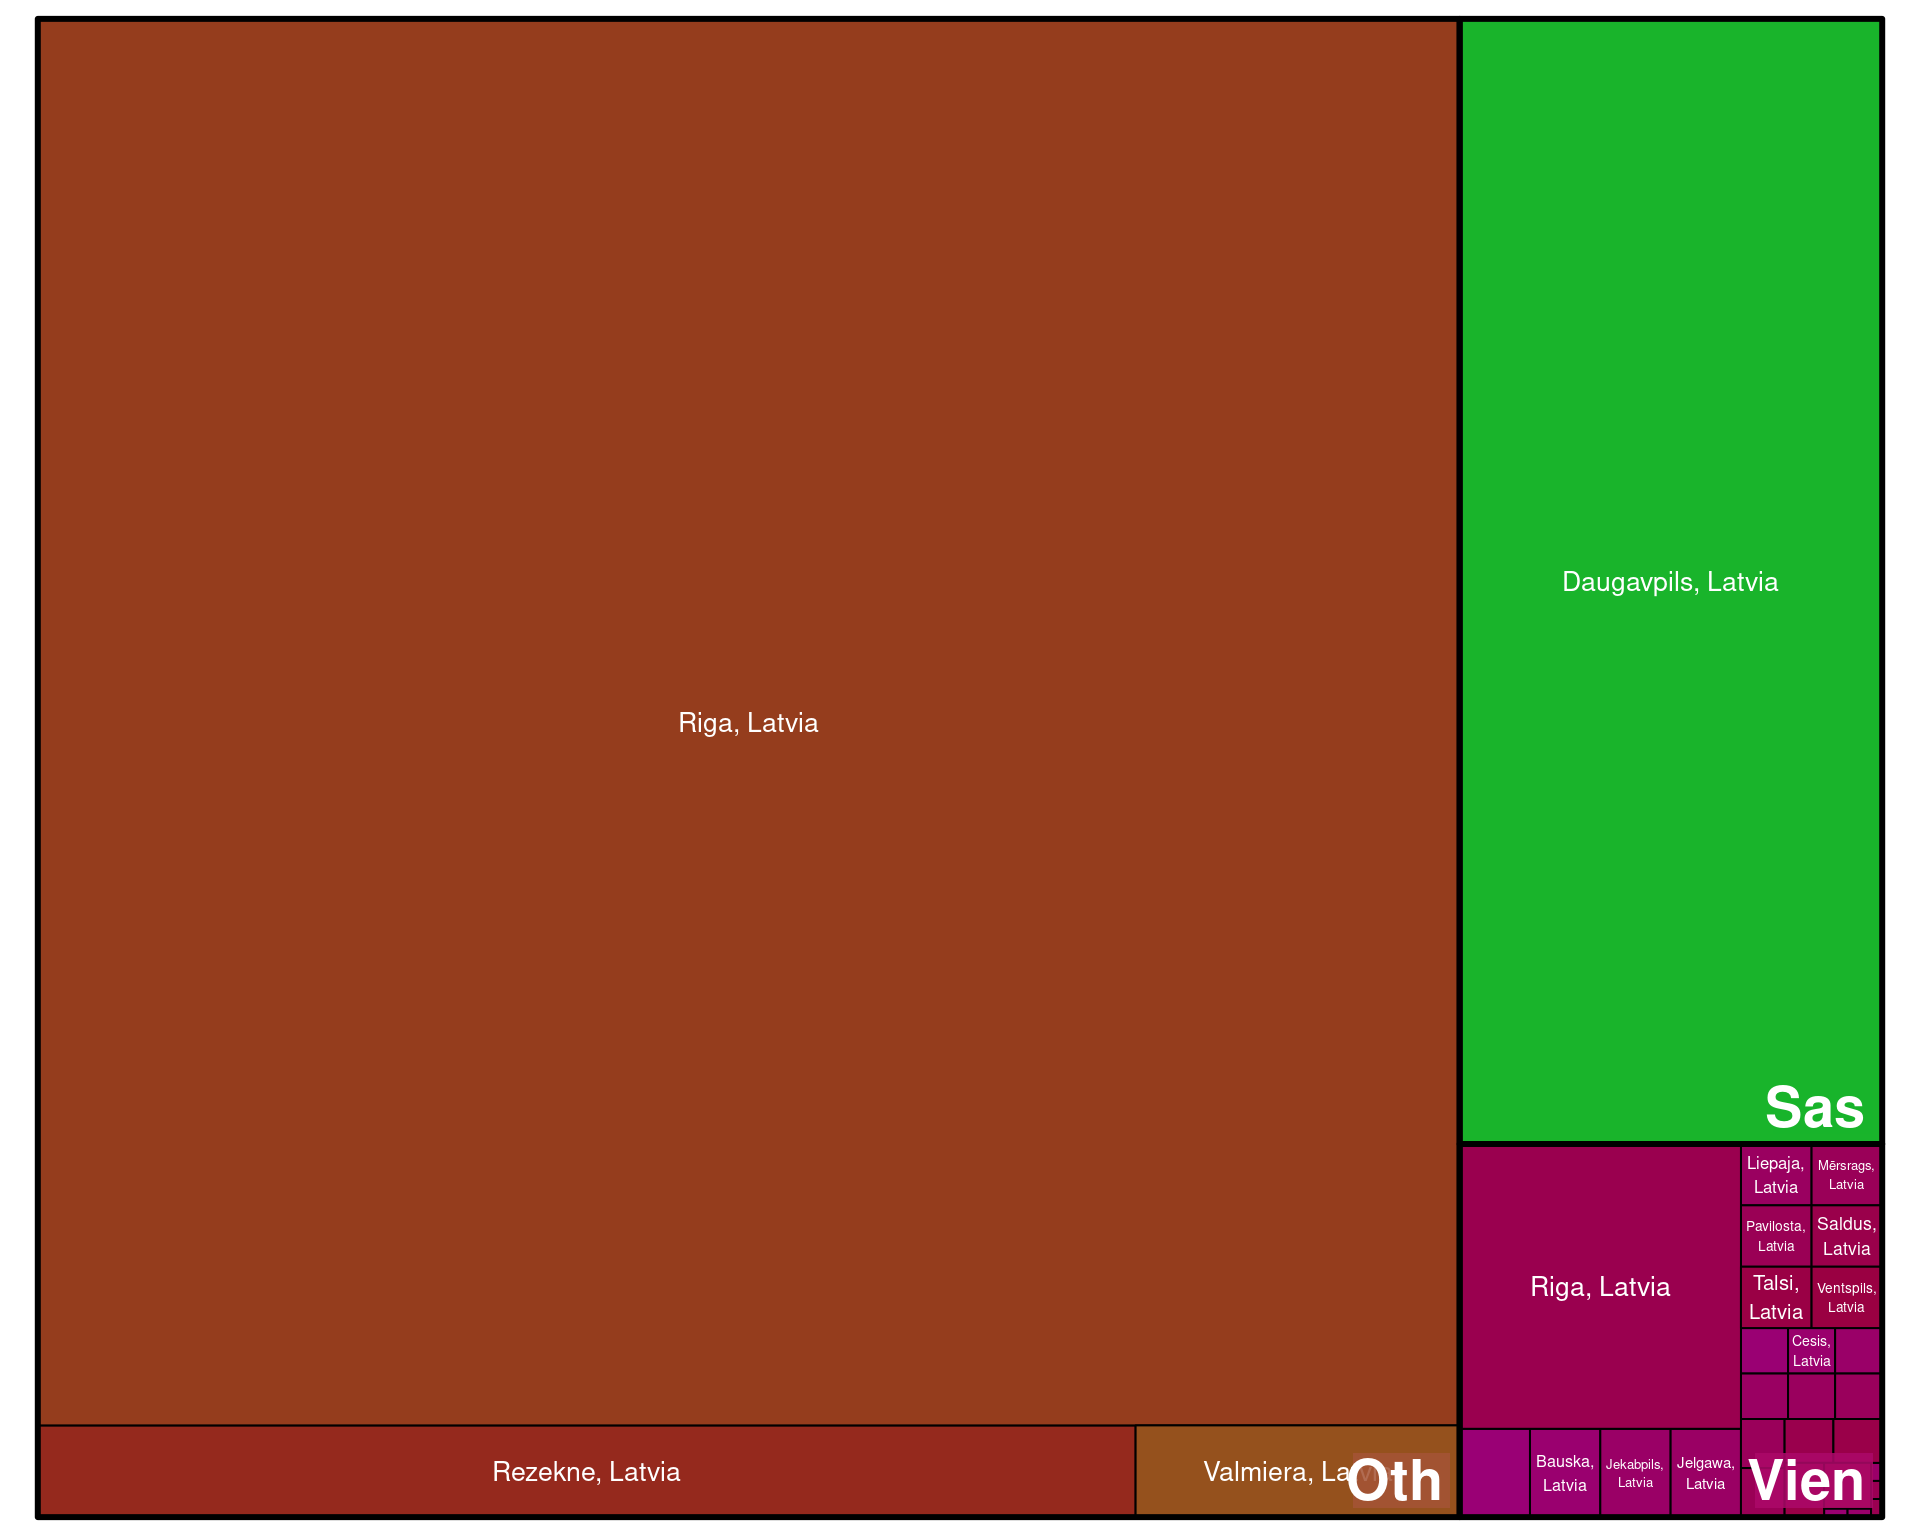 Riga, Latvia
Rezekne, Latvia
Valmiera, La
Oth
Daugavpils, Latvia
Sas
Riga, Latvia
Liepaja,
Latvia
Mērsrags,
Latvia
Pavilosta,
Latvia
Saldus,
Latvia
Talsi,
Latvia
Ventspils,
Latvia
Cesis,
Latvia
Bauska,
Latvia
Jekabpils,
Latvia
Jelgawa,
Latvia
Vien